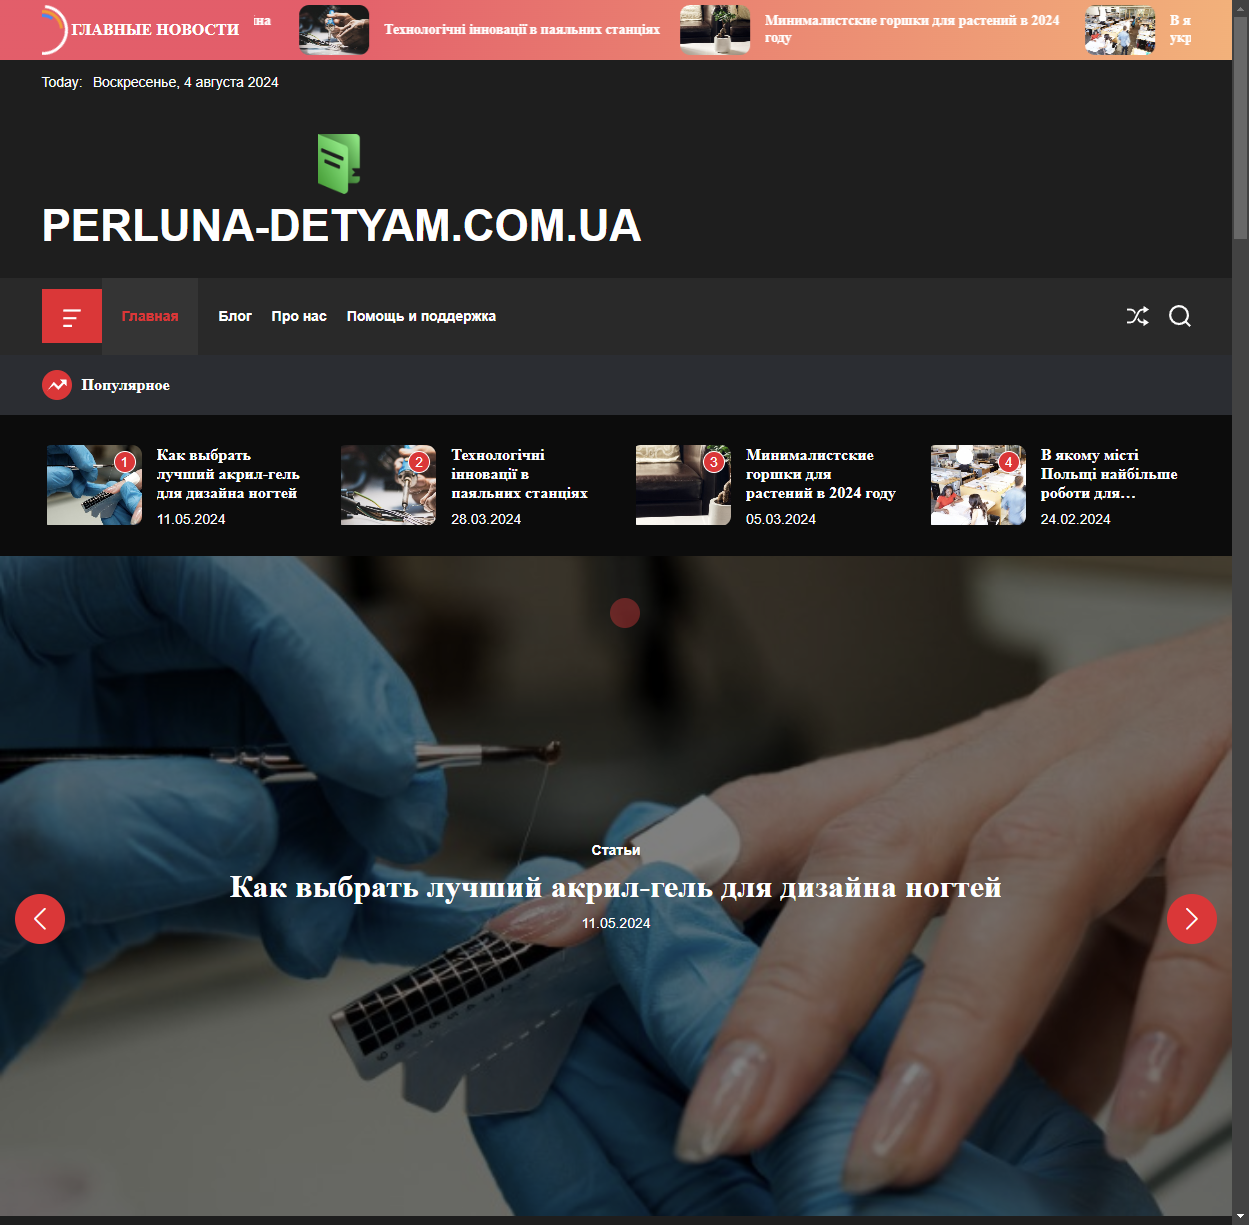 ГЛАВНЫЕ НОВОСТИ
Технологічні інновації в паяльних станціях
Минималистские горшки для растений в 2024
году
В я
укр
Today: Воскресенье, 4 августа 2024
PERLUNA-DETYAM.COM.UA
Главная Блог Про нас Помощь и поддержка
Популярное
1
Как выбрать
лучший акрил-гель
для дизайна ногтей
11.05.2024
2
Технологічні
інновації в
паяльних станціях
28.03.2024
3
Минималистские
горшки для
растений в 2024 году
05.03.2024
4
В якому місті
Польщі найбільше
роботи для…
24.02.2024
Статьи
Как выбрать лучший акрил-гель для дизайна ногтей
11.05.2024